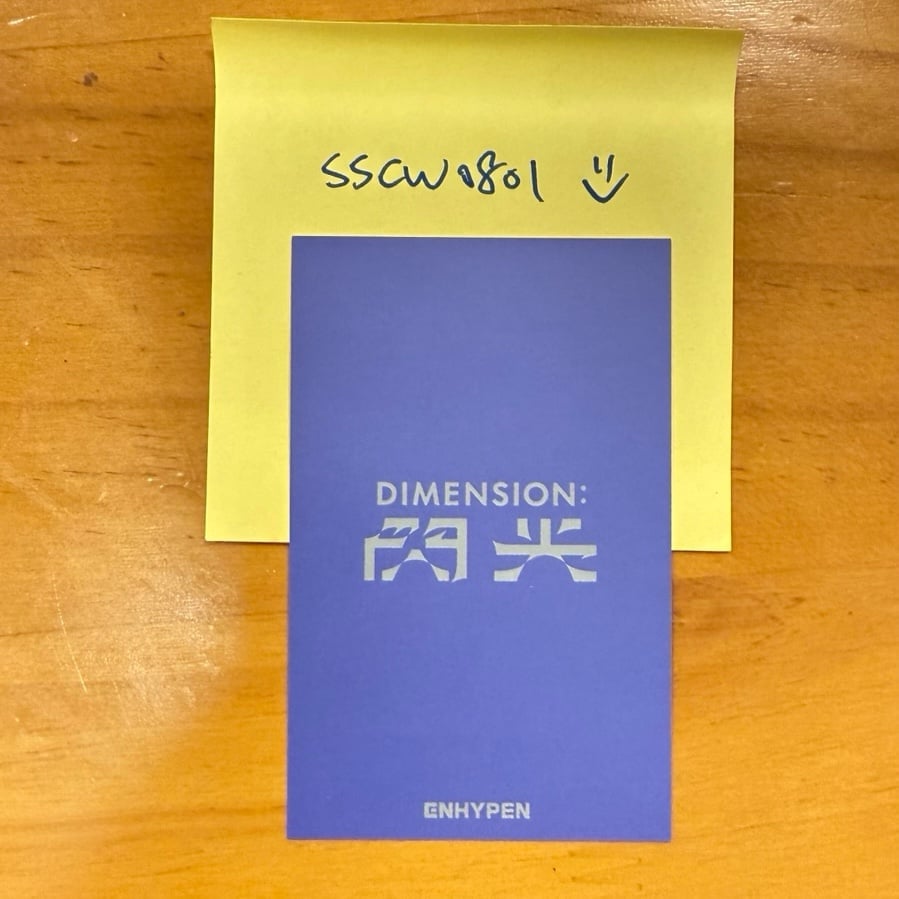 SSCW0801
DIMENSION:
閃光
ENHYPEN